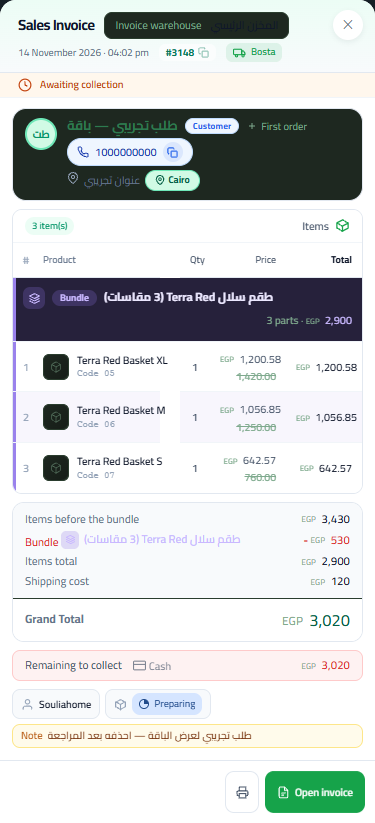 Sales Invoice
Invoice warehouse المخزن الرئيسي
14 November 2026 · 04:02 pm #3148 Bosta
Awaiting collection
طت
طلب تجريبي — باقة Customer + First order
1000000000
عنوان تجريبي Cairo
3 item(s) Items
# Product Qty Price Total
Bundle طقم سلال Terra Red (3 مقاسات)
3 parts · EGP 2,900
1 Terra Red Basket XL 1 EGP 1,200.58 EGP 1,200.58
Code 05 1,420.00
2 Terra Red Basket M 1 EGP 1,056.85 EGP 1,056.85
Code 06 1,250.00
3 Terra Red Basket S 1 EGP 642.57 EGP 642.57
Code 07 760.00
Items before the bundle EGP 3,430
Bundle طقم سلال Terra Red (3 مقاسات) - EGP 530
Items total EGP 2,900
Shipping cost EGP 120
Grand Total EGP 3,020
Remaining to collect Cash EGP 3,020
Souliahome Preparing
Note طلب تجريبي لعرض الباقة — احذفه بعد المراجعة
Open invoice